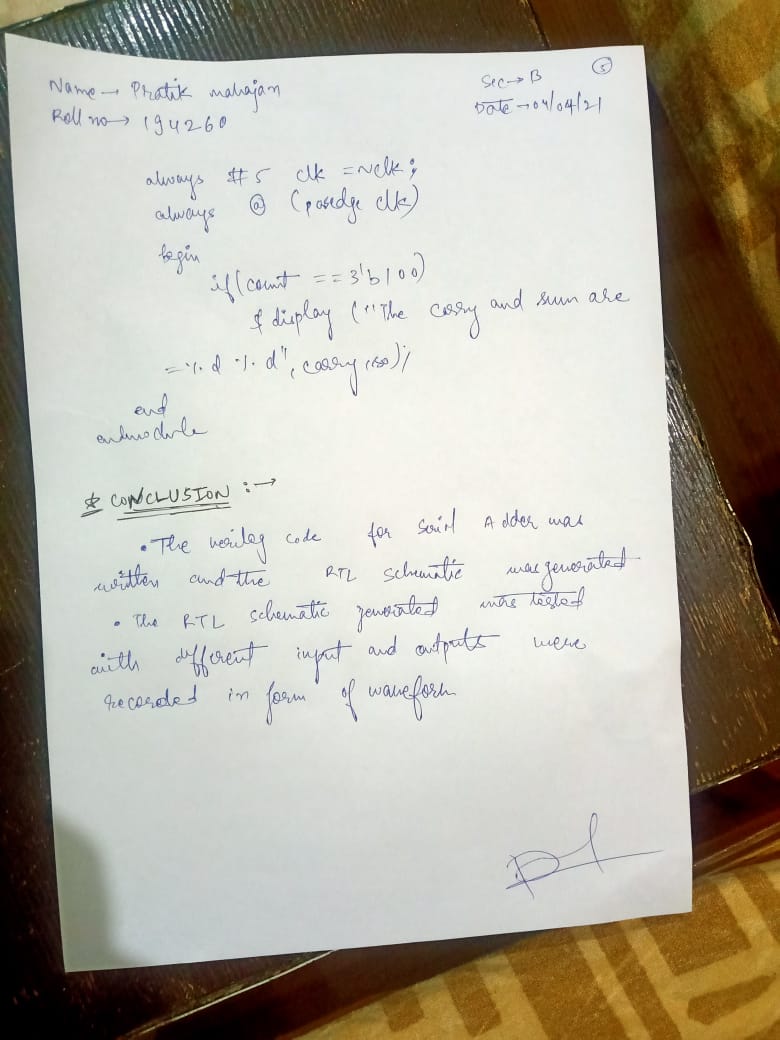 Name → Pratik mahajan
Sec → B
5
Roll no → 194260
Date → 04/04/21
always #5 clk = ~clk;
always @ (posedge clk)
begin
if(count == 3'b100)
$display ("The carry and sum are
= %d %d", carry, so);
end
endmodule
* CONCLUSION :→
• The verilog code for Serial Adder was
written and the RTL schematic was generated
• The RTL schematic generated was tested
with different input and outputs were
recorded in form of waveform